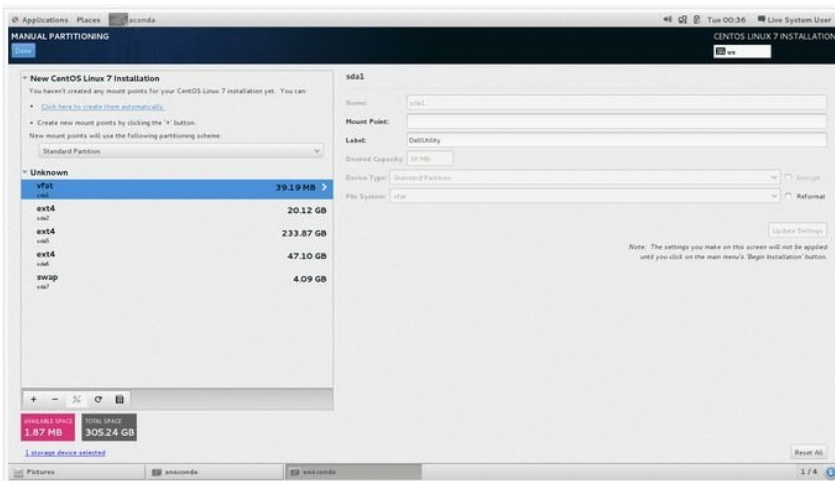 Applications Places anaconda Tue 00:36 Live System User
MANUAL PARTITIONING
CENTOS LINUX 7 INSTALLATION
Done
us
New CentOS Linux 7 Installation
You haven't created any mount points for your CentOS Linux 7 installation yet. You can:
Click here to create them automatically.
Create new mount points by clicking the '+' button.
New mount points will use the following partitioning scheme:
Standard Partition
Unknown
vfat 39.19 MB
sda1
ext4 20.12 GB
sda2
ext4 233.87 GB
sda5
ext4 47.10 GB
sda6
swap 4.09 GB
sda7
AVAILABLE SPACE
1.87 MB
TOTAL SPACE
305.24 GB
1 storage device selected
sda1
Name: sda1
Mount Point:
Label: DellUtility
Desired Capacity: 39 MB
Device Type: Standard Partition Encrypt
File System: vfat Reformat
Update Settings
Note: The settings you make on this screen will not be applied
until you click on the main menu's 'Begin Installation' button.
Reset All
Pictures anaconda anaconda 1 / 4